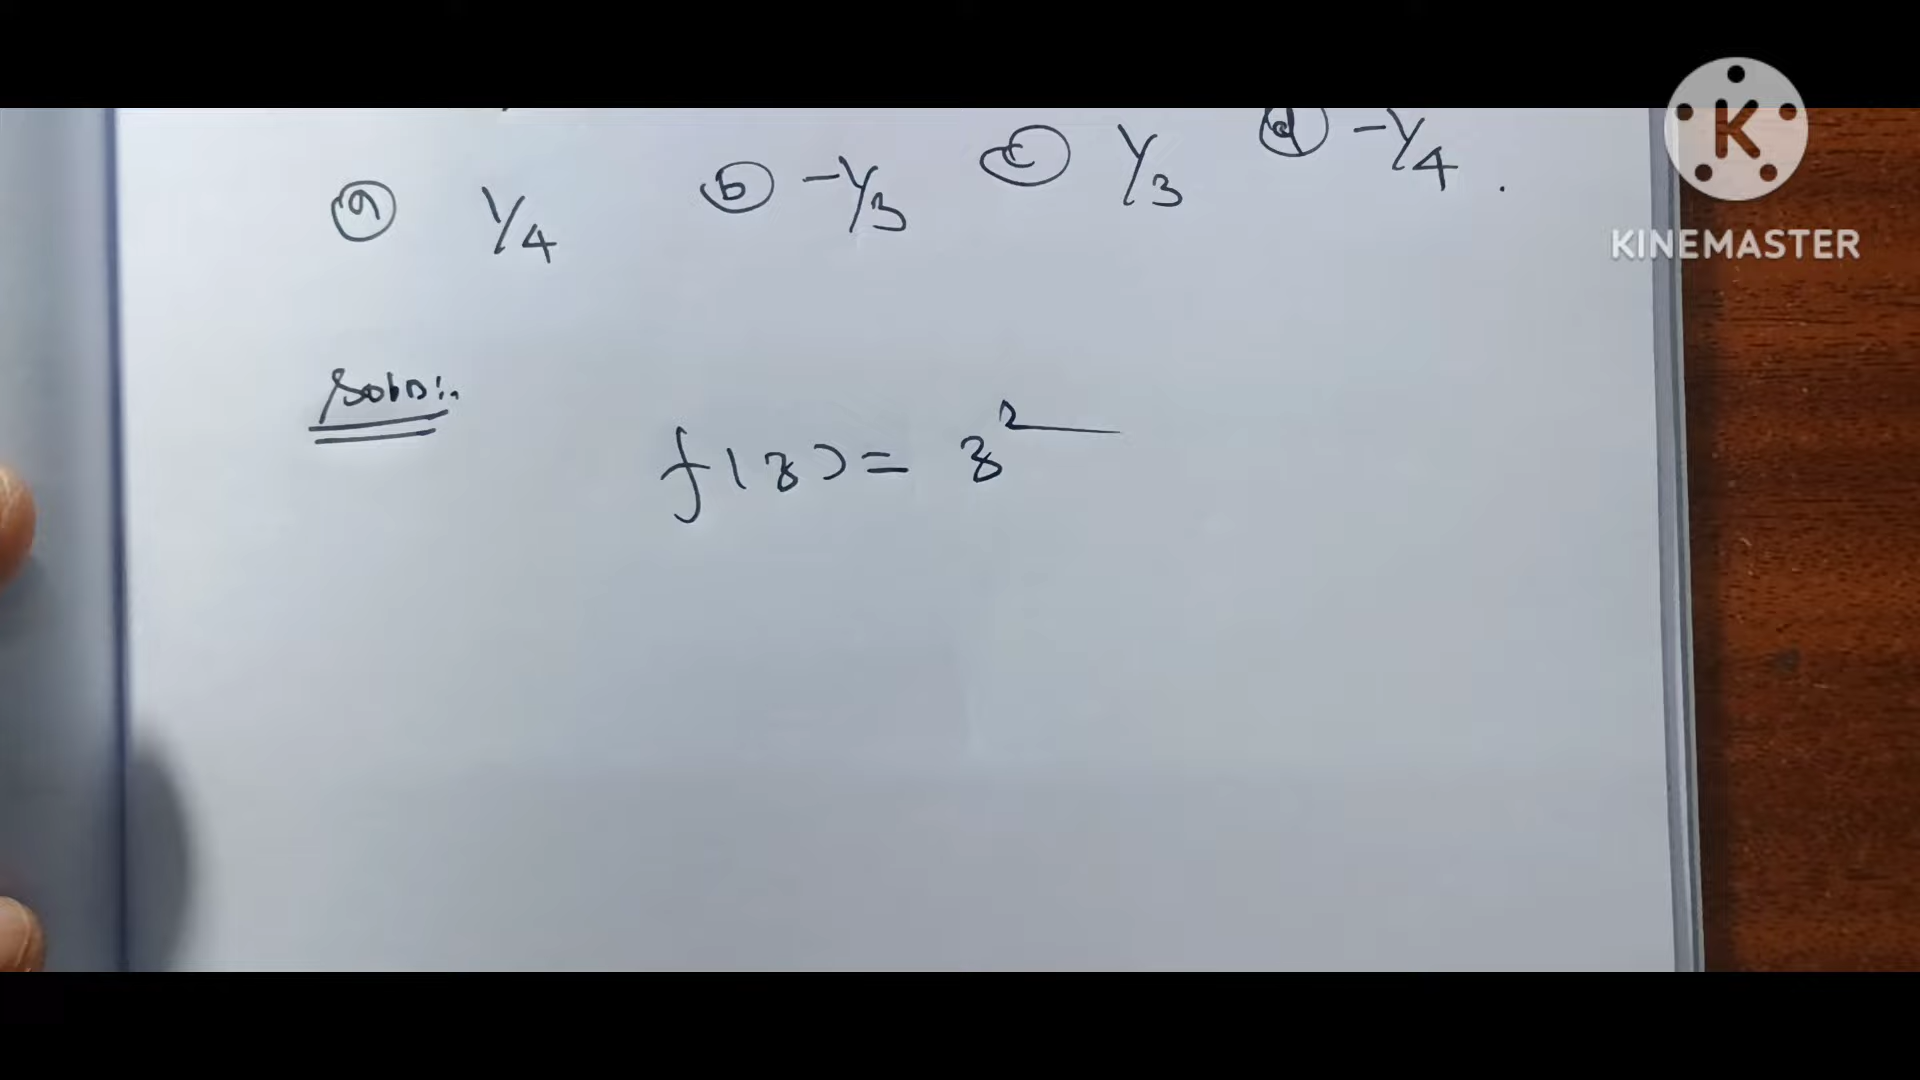 (a) 1/4 (b) -1/3 (c) 1/3 (d) -1/4 .
Soln:-
f(z) = z²
K
KINEMASTER